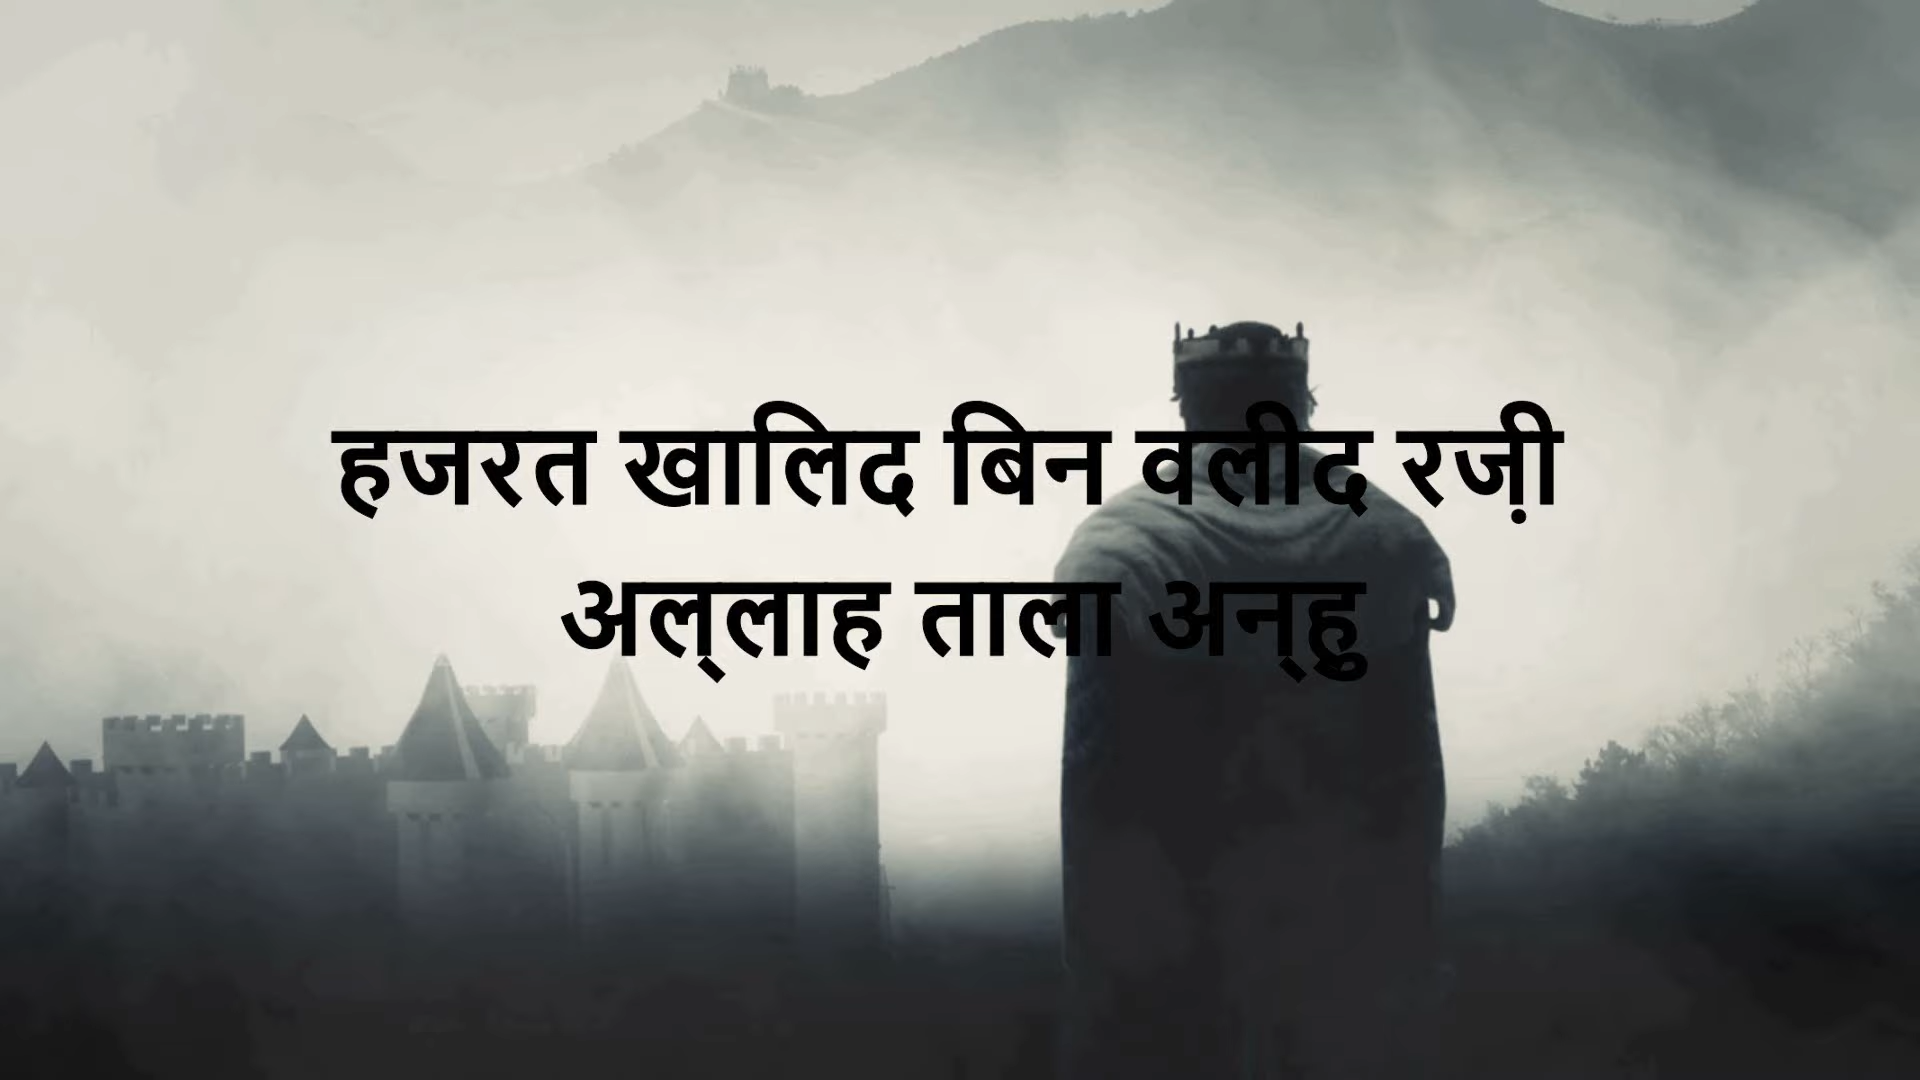 हजरत खालिद बिन वलीद रज़ी
अल्लाह ताला अन्हु